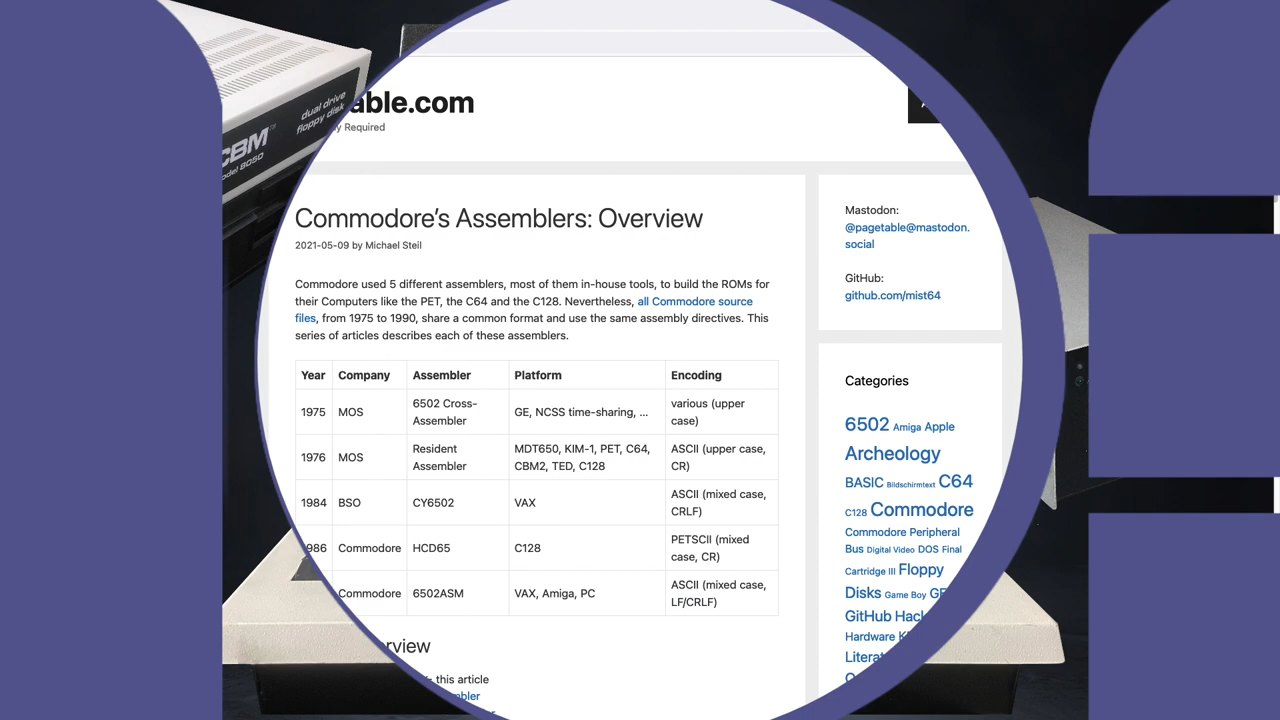 dual drive
floppy disk
CBM™
model 8050
able.com
Required
Commodore's Assemblers: Overview
2021-05-09 by Michael Steil
Commodore used 5 different assemblers, most of them in-house tools, to build the ROMs for
their Computers like the PET, the C64 and the C128. Nevertheless, all Commodore source
files, from 1975 to 1990, share a common format and use the same assembly directives. This
series of articles describes each of these assemblers.
Year Company Assembler Platform Encoding
1975 MOS 6502 Cross-Assembler GE, NCSS time-sharing, ... various (upper case)
1976 MOS Resident Assembler MDT650, KIM-1, PET, C64, CBM2, TED, C128 ASCII (upper case, CR)
1984 BSO CY6502 VAX ASCII (mixed case, CRLF)
986 Commodore HCD65 C128 PETSCII (mixed case, CR)
Commodore 6502ASM VAX, Amiga, PC ASCII (mixed case, LF/CRLF)
rview
this article
mbler
Mastodon:
@pagetable@mastodon.
social
GitHub:
github.com/mist64
Categories
6502 Amiga Apple
Archeology
BASIC Bildschirmtext C64
C128 Commodore
Commodore Peripheral
Bus Digital Video DOS Final
Cartridge III Floppy
Disks Game Boy GE
GitHub Hac
Hardware K
Litera